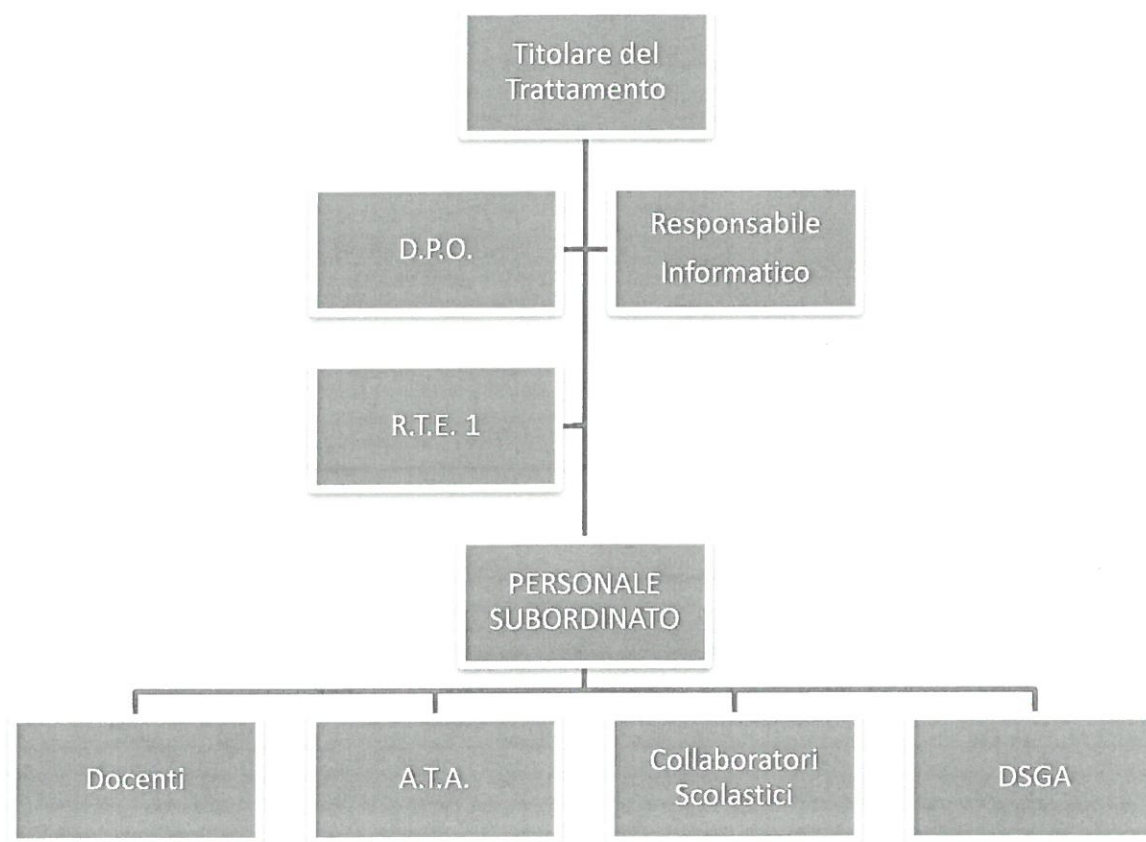 Titolare del
Trattamento
D.P.O.
Responsabile
Informatico
R.T.E. 1
PERSONALE
SUBORDINATO
Docenti
A.T.A.
Collaboratori
Scolastici
DSGA